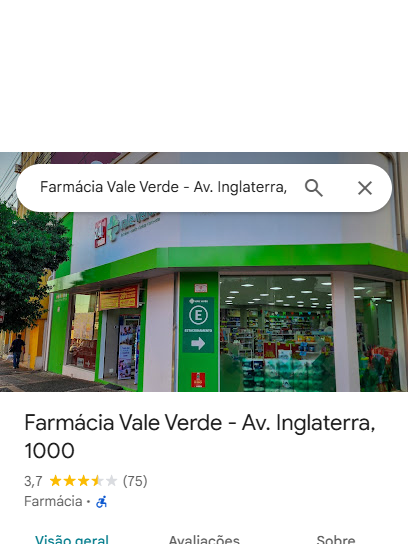 Farmácia Vale Verde - Av. Inglaterra,
E
ESTACIONAMENTO
Farmácia Vale Verde - Av. Inglaterra,
1000
3,7 (75)
Farmácia •
Visão geral Avaliações Sobre